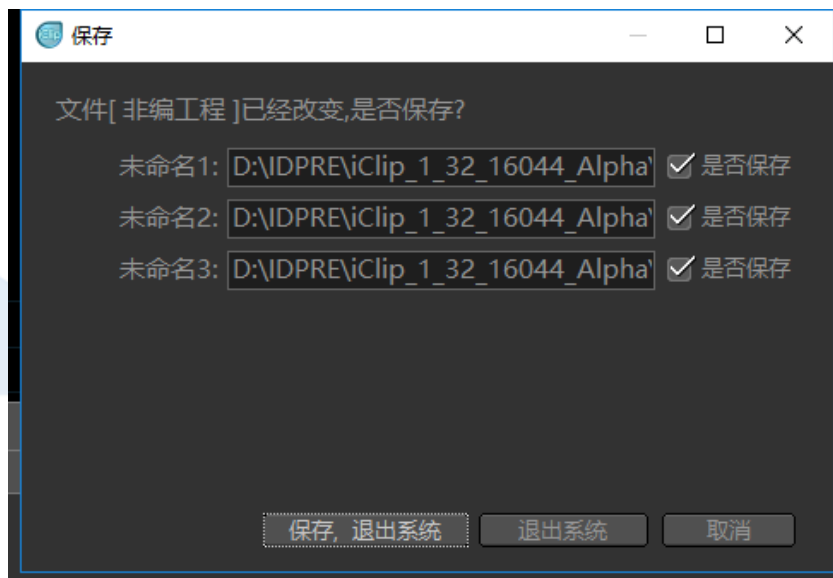 保存
文件[ 非编工程 ]已经改变,是否保存?
未命名1: D:\IDPRE\iClip_1_32_16044_Alpha\ 是否保存
未命名2: D:\IDPRE\iClip_1_32_16044_Alpha\ 是否保存
未命名3: D:\IDPRE\iClip_1_32_16044_Alpha\ 是否保存
保存, 退出系统 退出系统 取消